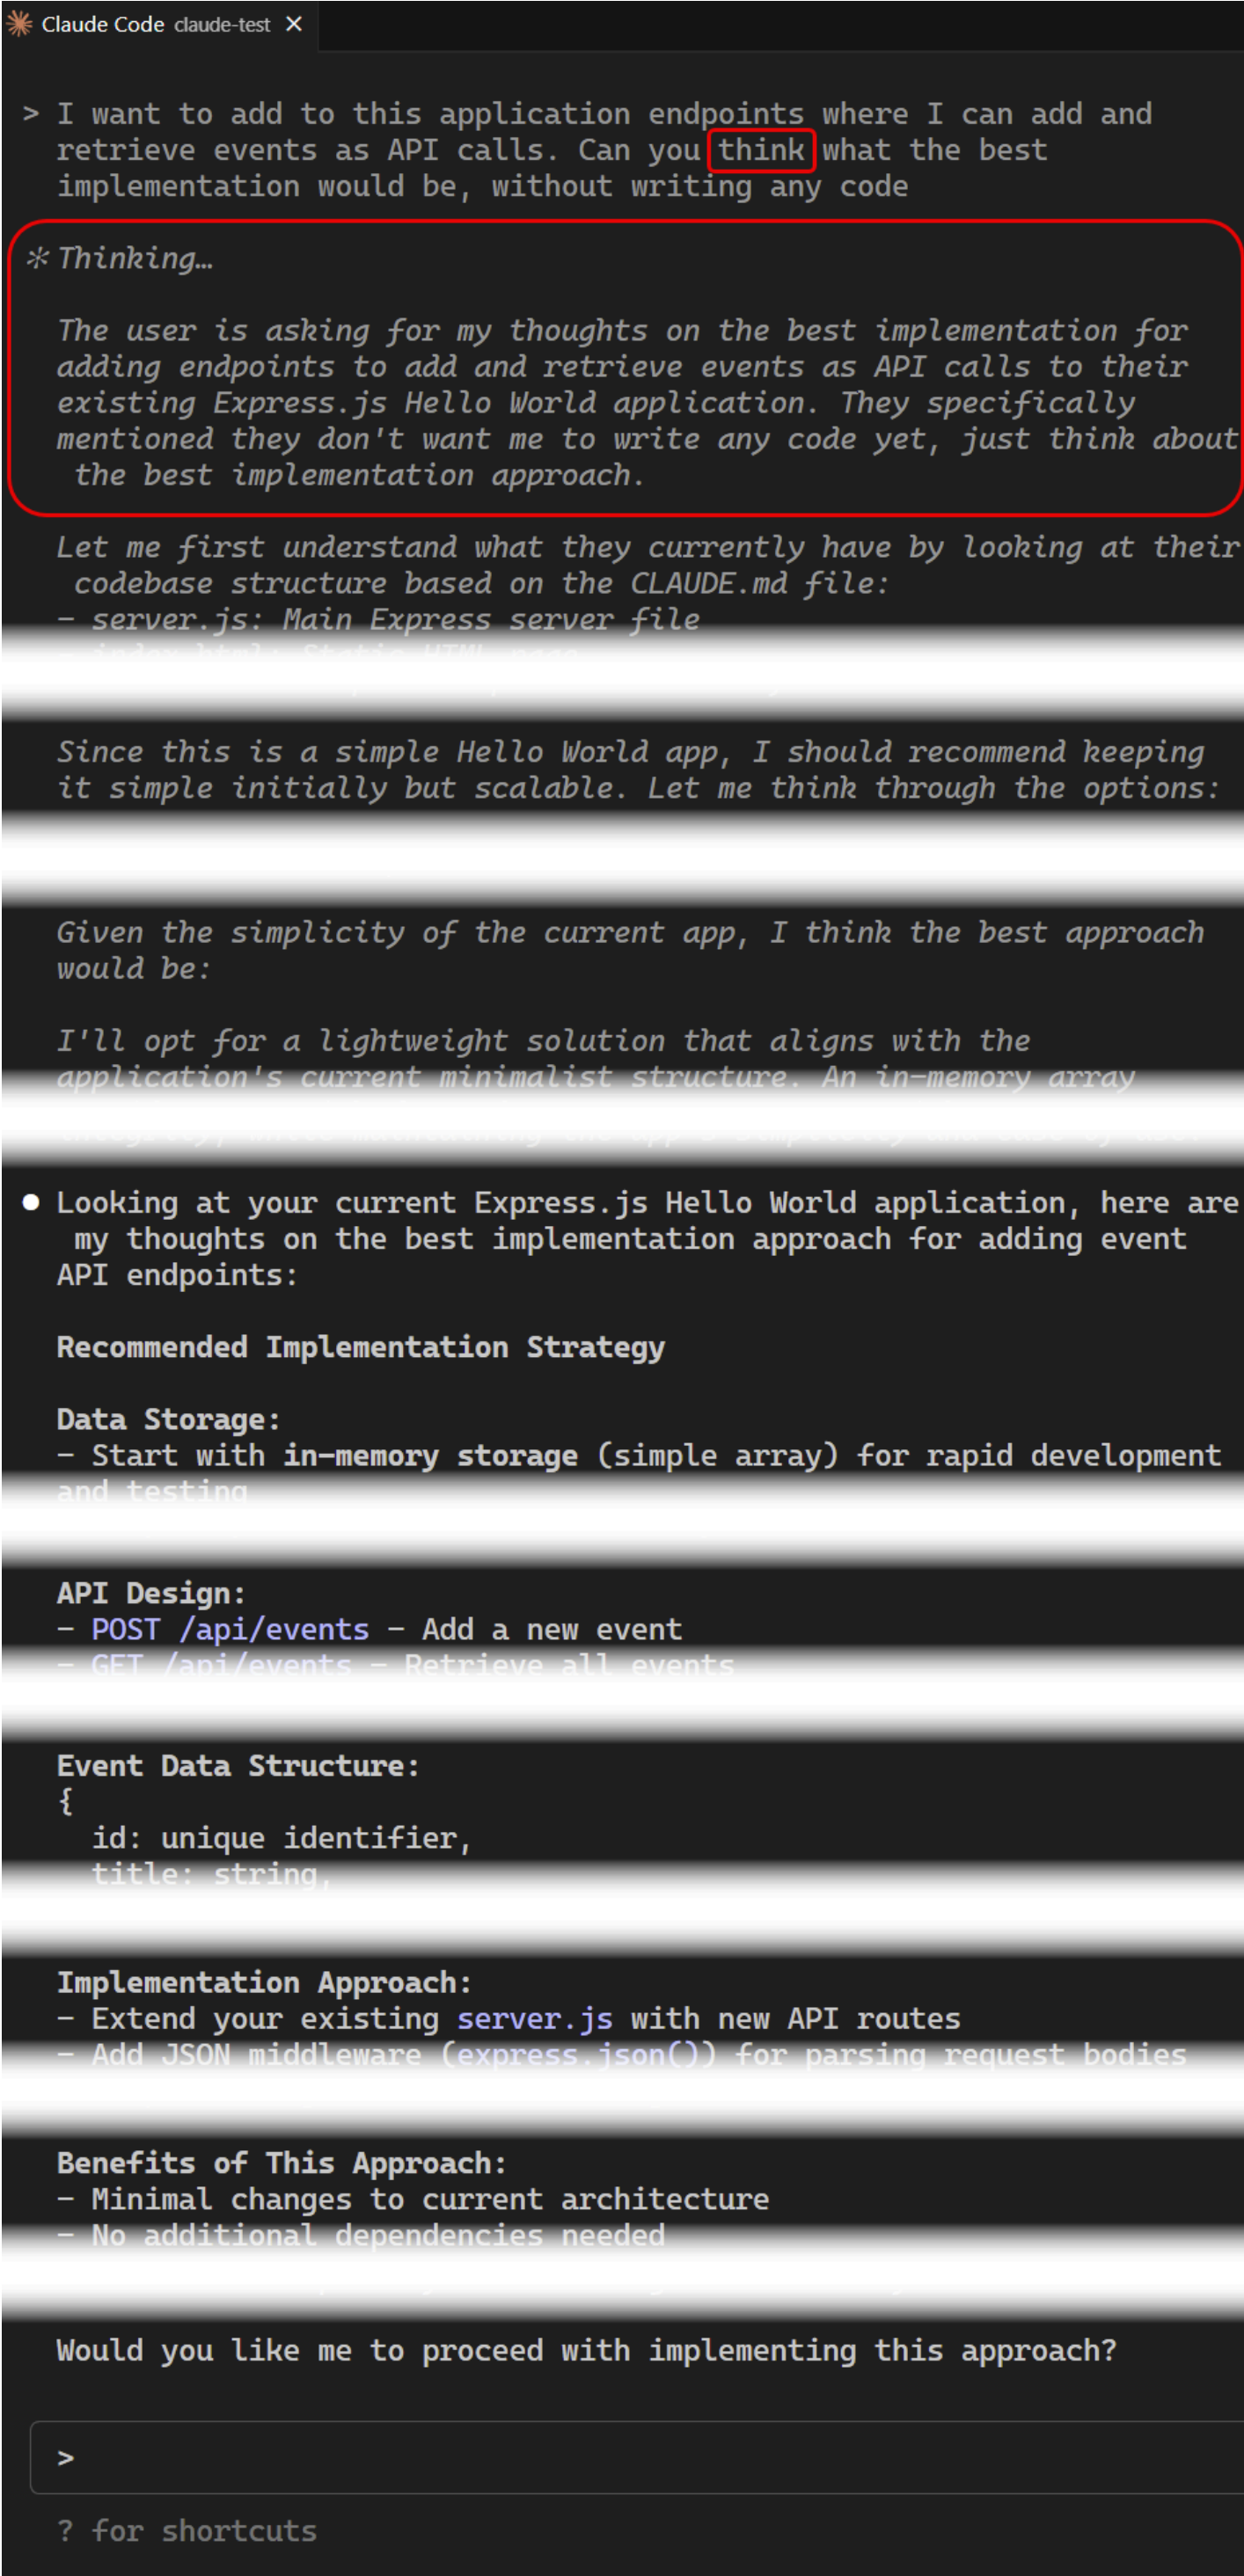 Claude Code claude-test ×
> I want to add to this application endpoints where I can add and
retrieve events as API calls. Can you think what the best
implementation would be, without writing any code
Thinking…
The user is asking for my thoughts on the best implementation for
adding endpoints to add and retrieve events as API calls to their
existing Express.js Hello World application. They specifically
mentioned they don't want me to write any code yet, just think about
the best implementation approach.
Let me first understand what they currently have by looking at their
codebase structure based on the CLAUDE.md file:
- server.js: Main Express server file
- index.html: Static HTML page
Since this is a simple Hello World app, I should recommend keeping
it simple initially but scalable. Let me think through the options:
Given the simplicity of the current app, I think the best approach
would be:
I'll opt for a lightweight solution that aligns with the
application's current minimalist structure. An in-memory array
● Looking at your current Express.js Hello World application, here are
my thoughts on the best implementation approach for adding event
API endpoints:
Recommended Implementation Strategy
Data Storage:
- Start with in-memory storage (simple array) for rapid development
and testing
API Design:
- POST /api/events - Add a new event
- GET /api/events - Retrieve all events
Event Data Structure:
{
id: unique identifier,
title: string,
Implementation Approach:
- Extend your existing server.js with new API routes
- Add JSON middleware (express.json()) for parsing request bodies
Benefits of This Approach:
- Minimal changes to current architecture
- No additional dependencies needed
Would you like me to proceed with implementing this approach?
>
? for shortcuts